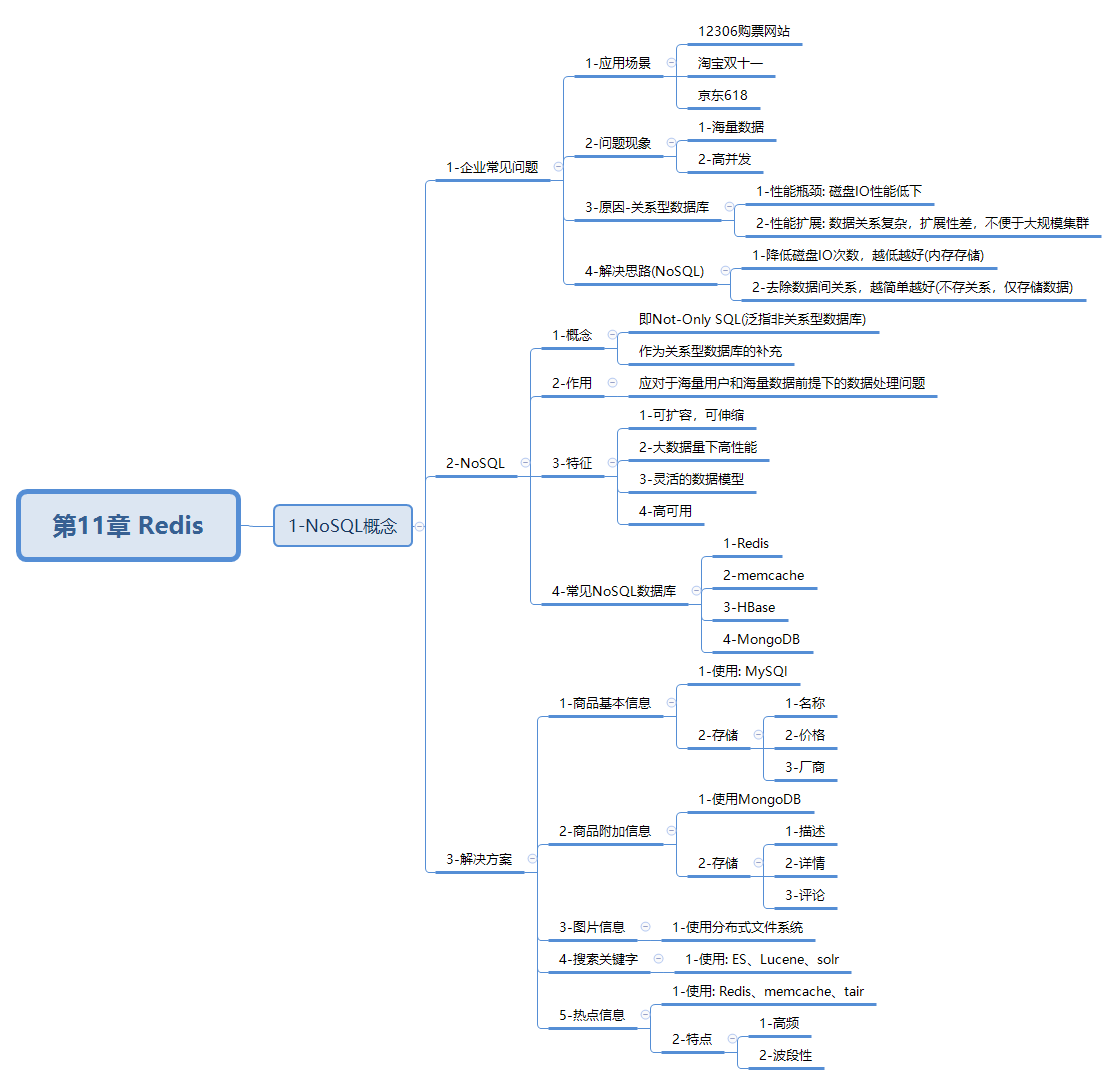 第11章 Redis
1-NoSQL概念
1-企业常见问题
1-应用场景
12306购票网站
淘宝双十一
京东618
2-问题现象
1-海量数据
2-高并发
3-原因-关系型数据库
1-性能瓶颈: 磁盘IO性能低下
2-性能扩展: 数据关系复杂，扩展性差，不便于大规模集群
4-解决思路(NoSQL)
1-降低磁盘IO次数，越低越好(内存存储)
2-去除数据间关系，越简单越好(不存关系，仅存储数据)
2-NoSQL
1-概念
即Not-Only SQL(泛指非关系型数据库)
作为关系型数据库的补充
2-作用
应对于海量用户和海量数据前提下的数据处理问题
3-特征
1-可扩容，可伸缩
2-大数据量下高性能
3-灵活的数据模型
4-高可用
4-常见NoSQL数据库
1-Redis
2-memcache
3-HBase
4-MongoDB
3-解决方案
1-商品基本信息
1-使用: MySQl
2-存储
1-名称
2-价格
3-厂商
2-商品附加信息
1-使用MongoDB
2-存储
1-描述
2-详情
3-评论
3-图片信息
1-使用分布式文件系统
4-搜索关键字
1-使用: ES、Lucene、solr
5-热点信息
1-使用: Redis、memcache、tair
2-特点
1-高频
2-波段性